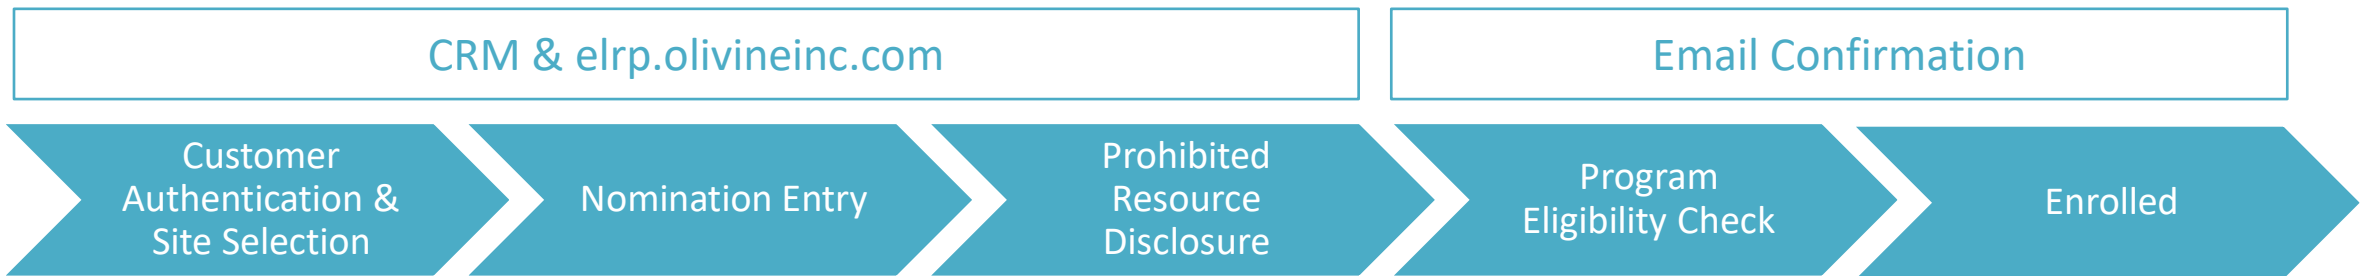 CRM & elrp.olivineinc.com
Email Confirmation
Customer
Authentication &
Site Selection
Nomination Entry
Prohibited
Resource
Disclosure
Program
Eligibility Check
Enrolled